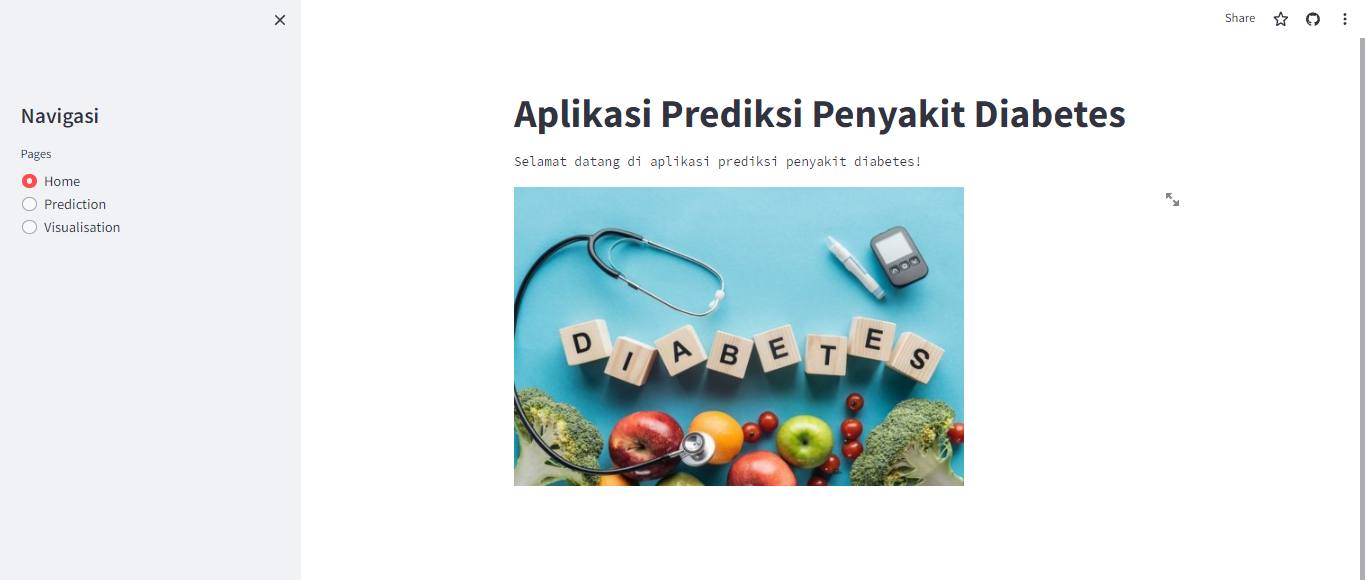 Share
Navigasi
Pages
Home
Prediction
Visualisation
Aplikasi Prediksi Penyakit Diabetes
Selamat datang di aplikasi prediksi penyakit diabetes!
DIABETES